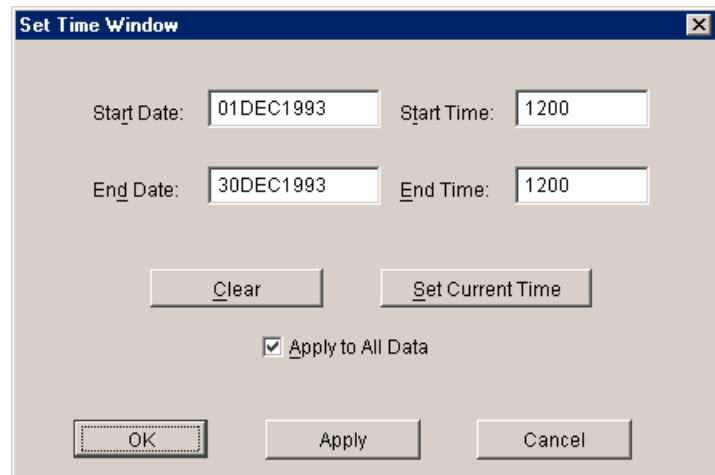 Set Time Window
Start Date: 01DEC1993 Start Time: 1200
End Date: 30DEC1993 End Time: 1200
Clear Set Current Time
Apply to All Data
OK Apply Cancel